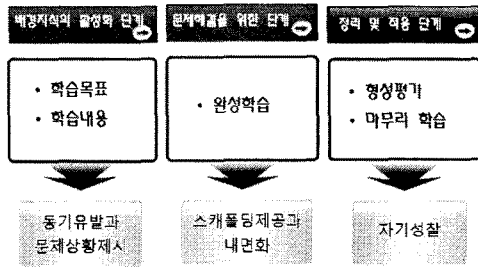 배경지식의 활성화 단계
문제해결을 위한 단계
정리 및 적용 단계
• 학습목표
• 학습내용
• 완성학습
• 형성평가
• 마무리 학습
동기유발과
문제상황제시
스캐폴딩제공과
내면화
자기성찰